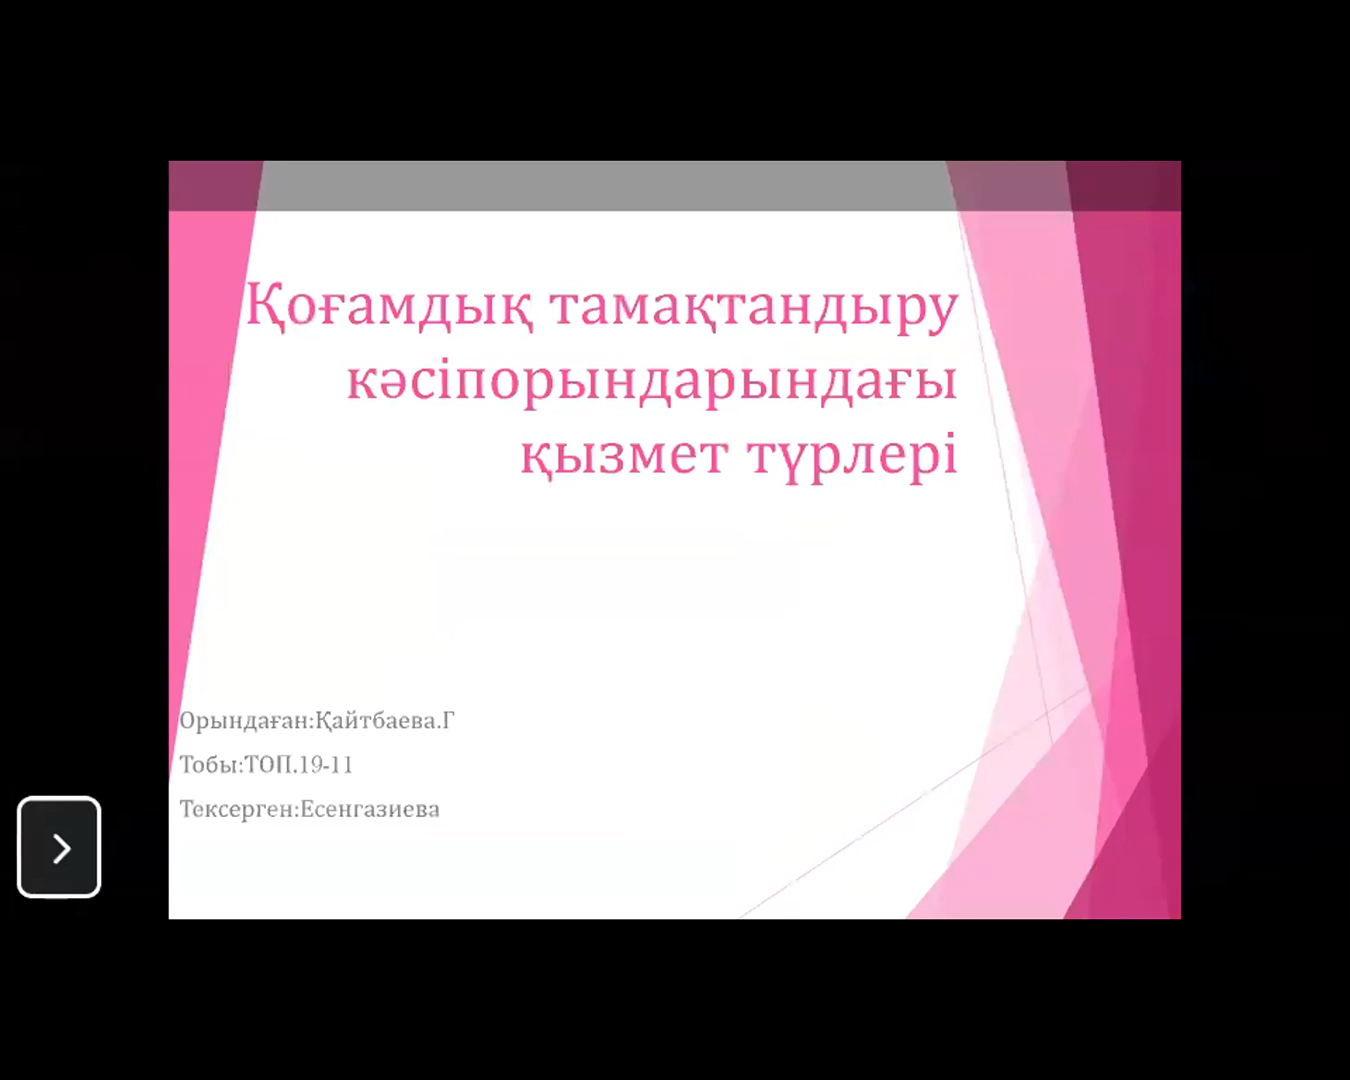 Қоғамдық тамақтандыру
кәсіпорындарындағы
қызмет түрлері
Орындаған:Қайтбаева.Г
Тобы:ТОП.19-11
Тексерген:Есенгазиева